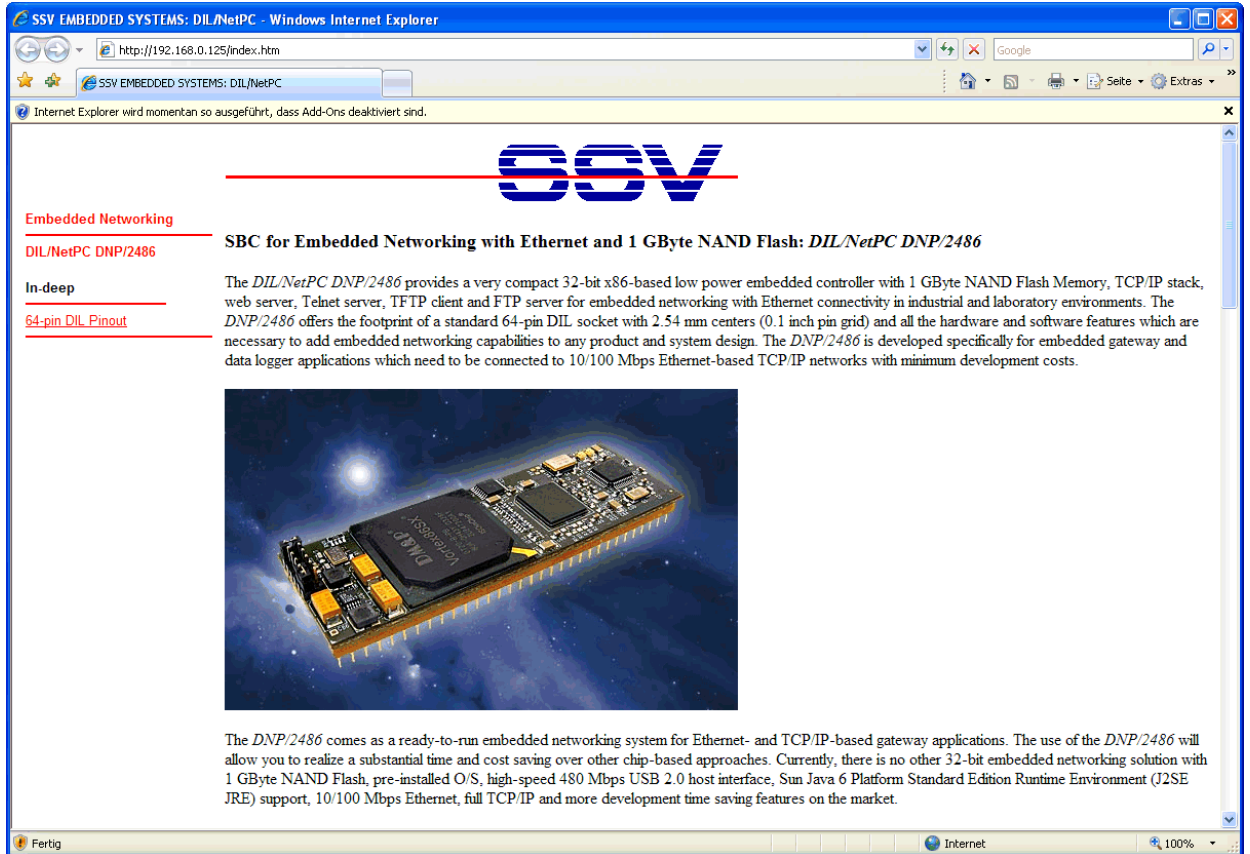 SSV EMBEDDED SYSTEMS: DIL/NetPC - Windows Internet Explorer
http://192.168.0.125/index.htm
Google
SSV EMBEDDED SYSTEMS: DIL/NetPC
Seite
Extras
Internet Explorer wird momentan so ausgeführt, dass Add-Ons deaktiviert sind.
SSV
Embedded Networking
DIL/NetPC DNP/2486
In-deep
64-pin DIL Pinout
SBC for Embedded Networking with Ethernet and 1 GByte NAND Flash: DIL/NetPC DNP/2486
The DIL/NetPC DNP/2486 provides a very compact 32-bit x86-based low power embedded controller with 1 GByte NAND Flash Memory, TCP/IP stack,
web server, Telnet server, TFTP client and FTP server for embedded networking with Ethernet connectivity in industrial and laboratory environments. The
DNP/2486 offers the footprint of a standard 64-pin DIL socket with 2.54 mm centers (0.1 inch pin grid) and all the hardware and software features which are
necessary to add embedded networking capabilities to any product and system design. The DNP/2486 is developed specifically for embedded gateway and
data logger applications which need to be connected to 10/100 Mbps Ethernet-based TCP/IP networks with minimum development costs.
DM&P
Vortex86SX
The DNP/2486 comes as a ready-to-run embedded networking system for Ethernet- and TCP/IP-based gateway applications. The use of the DNP/2486 will
allow you to realize a substantial time and cost saving over other chip-based approaches. Currently, there is no other 32-bit embedded networking solution with
1 GByte NAND Flash, pre-installed O/S, high-speed 480 Mbps USB 2.0 host interface, Sun Java 6 Platform Standard Edition Runtime Environment (J2SE
JRE) support, 10/100 Mbps Ethernet, full TCP/IP and more development time saving features on the market.
Fertig
Internet
100%